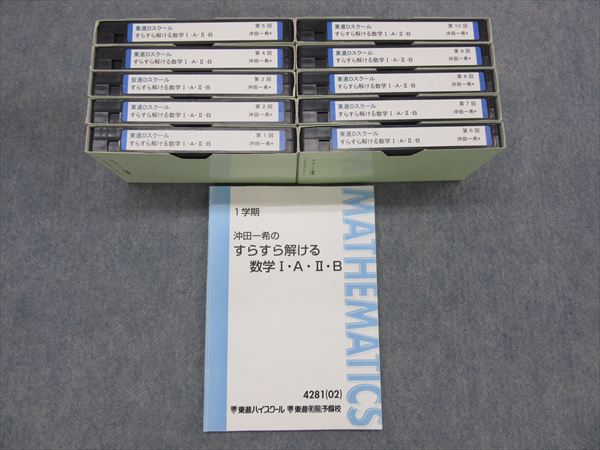 東進Dスクール 第5回
すらすら解ける数学Ⅰ・A・Ⅱ・B 沖田一希
東進Dスクール 第4回
すらすら解ける数学Ⅰ・A・Ⅱ・B 沖田一希
東進Dスクール 第3回
すらすら解ける数学Ⅰ・A・Ⅱ・B 沖田一希
東進Dスクール 第2回
すらすら解ける数学Ⅰ・A・Ⅱ・B 沖田一希
東進Dスクール 第1回
すらすら解ける数学Ⅰ・A・Ⅱ・B 沖田一希
東進Dスクール 第10回
すらすら解ける数学Ⅰ・A・Ⅱ・B 沖田一希
東進Dスクール 第9回
すらすら解ける数学Ⅰ・A・Ⅱ・B 沖田一希
東進Dスクール 第8回
すらすら解ける数学Ⅰ・A・Ⅱ・B 沖田一希
東進Dスクール 第7回
すらすら解ける数学Ⅰ・A・Ⅱ・B 沖田一希
東進Dスクール 第6回
すらすら解ける数学Ⅰ・A・Ⅱ・B 沖田一希
1学期
沖田一希の
すらすら解ける
数学Ⅰ・A・Ⅱ・B
MATHEMATICS
4281(02)
東進ハイスクール 東進衛星予備校